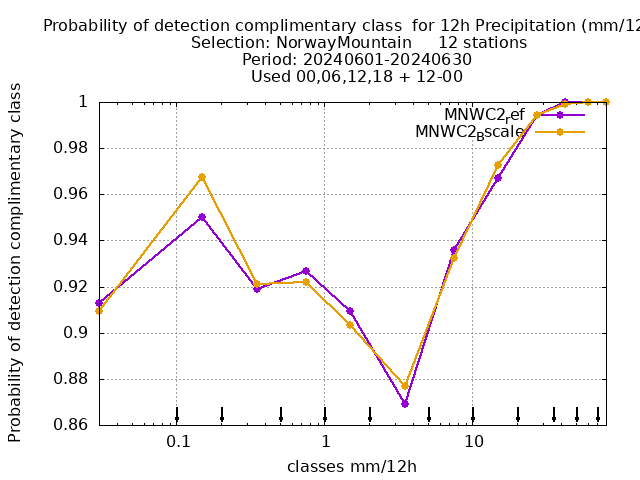 Probability of detection complimentary class  for 12h Precipitation (mm/12
Selection: NorwayMountain     12 stations
Period: 20240601-20240630
Used 00,06,12,18 + 12-00
MNWC2_ref
MNWC2_Bscale
1
0.98
0.96
0.94
0.92
0.9
0.88
0.86
Probability of detection complimentary class
0.1
1
10
classes mm/12h